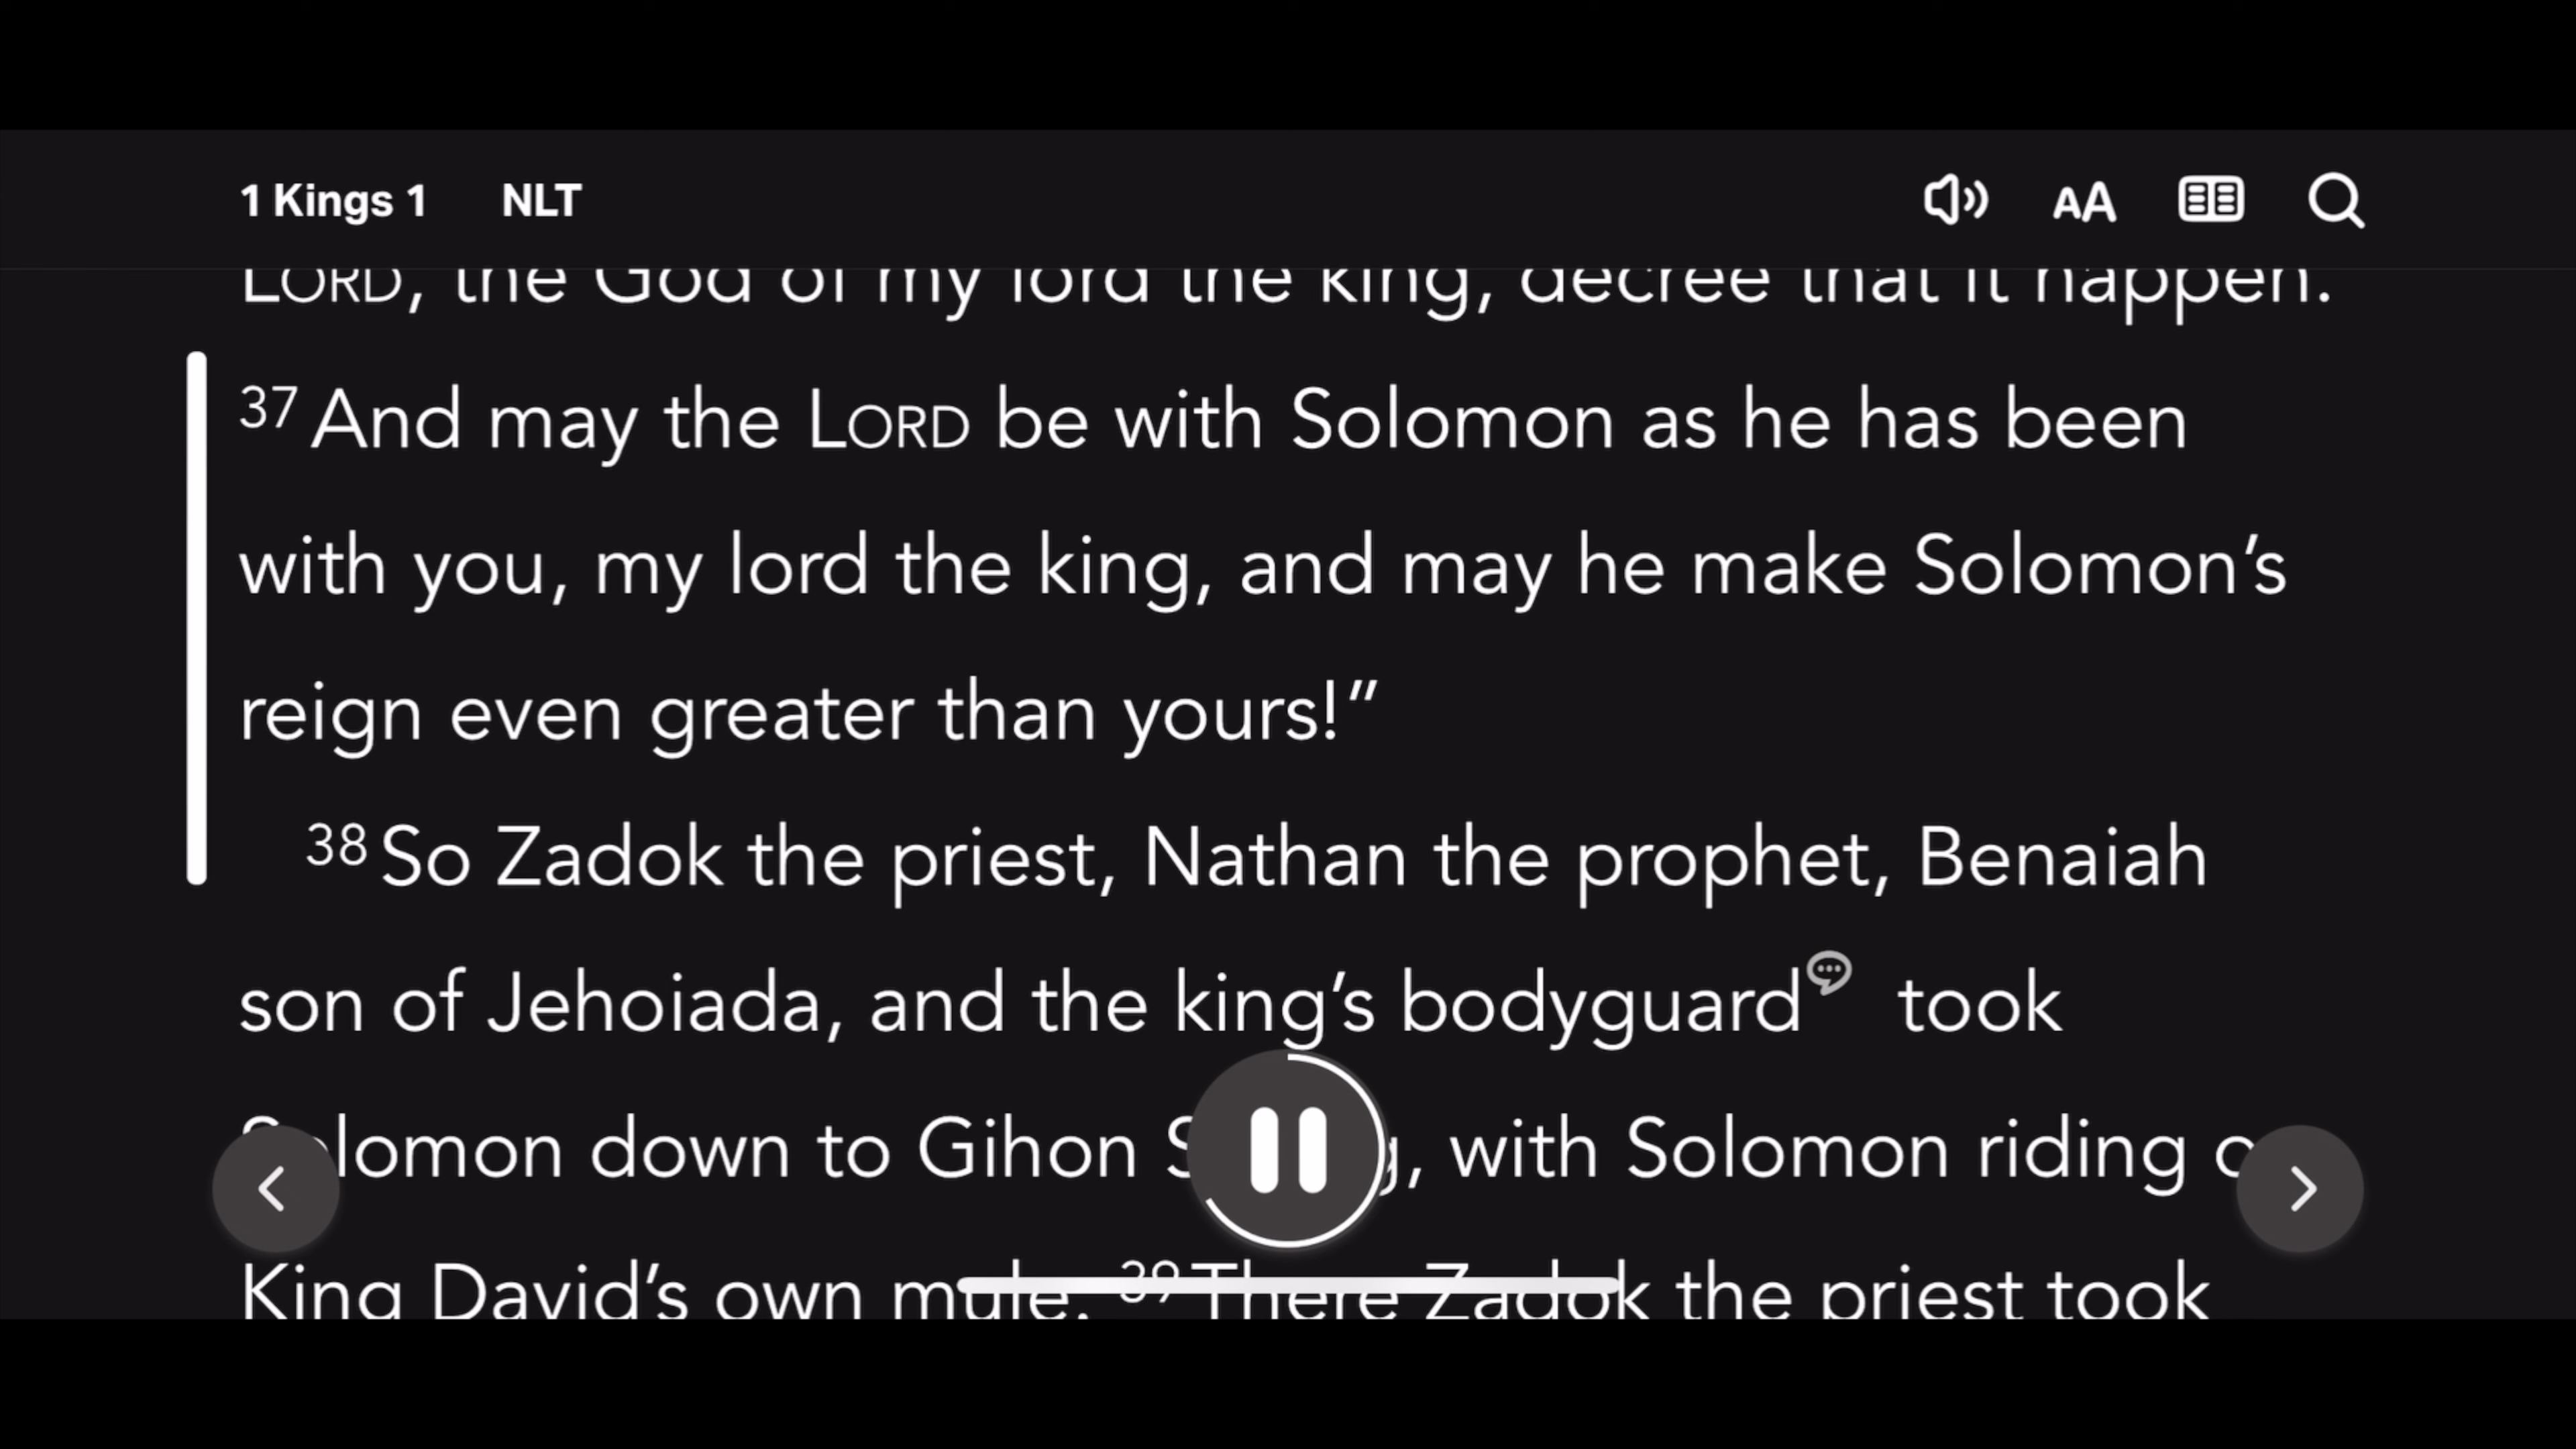 1 Kings 1 NLT AA
LORD, the God of my lord the king, decree that it happen.
37 And may the LORD be with Solomon as he has been
with you, my lord the king, and may he make Solomon’s
reign even greater than yours!”
38 So Zadok the priest, Nathan the prophet, Benaiah
son of Jehoiada, and the king’s bodyguard took
Solomon down to Gihon with Solomon riding
King David’s own mule. 39 There Zadok the priest took